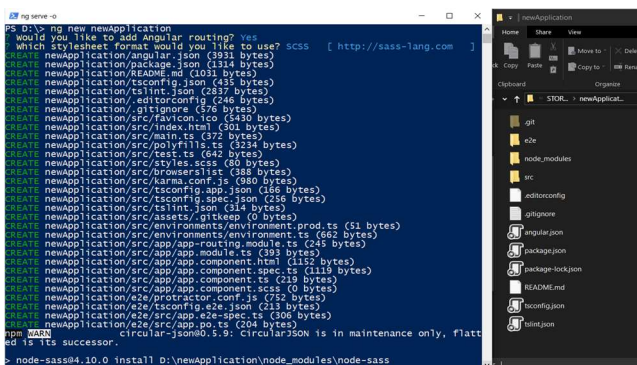 ng serve -o
PS D:\> ng new newApplication
? Would you like to add Angular routing? Yes
? Which stylesheet format would you like to use? SCSS   [ http://sass-lang.com   ]
CREATE newApplication/angular.json (3931 bytes)
CREATE newApplication/package.json (1314 bytes)
CREATE newApplication/README.md (1031 bytes)
CREATE newApplication/tsconfig.json (435 bytes)
CREATE newApplication/tslint.json (2837 bytes)
CREATE newApplication/.editorconfig (246 bytes)
CREATE newApplication/.gitignore (576 bytes)
CREATE newApplication/src/favicon.ico (5430 bytes)
CREATE newApplication/src/index.html (301 bytes)
CREATE newApplication/src/main.ts (372 bytes)
CREATE newApplication/src/polyfills.ts (3234 bytes)
CREATE newApplication/src/test.ts (642 bytes)
CREATE newApplication/src/styles.scss (80 bytes)
CREATE newApplication/src/browserslist (388 bytes)
CREATE newApplication/src/karma.conf.js (980 bytes)
CREATE newApplication/src/tsconfig.app.json (166 bytes)
CREATE newApplication/src/tsconfig.spec.json (256 bytes)
CREATE newApplication/src/tslint.json (314 bytes)
CREATE newApplication/src/assets/.gitkeep (0 bytes)
CREATE newApplication/src/environments/environment.prod.ts (51 bytes)
CREATE newApplication/src/environments/environment.ts (662 bytes)
CREATE newApplication/src/app/app-routing.module.ts (245 bytes)
CREATE newApplication/src/app/app.module.ts (393 bytes)
CREATE newApplication/src/app/app.component.html (1152 bytes)
CREATE newApplication/src/app/app.component.spec.ts (1119 bytes)
CREATE newApplication/src/app/app.component.ts (219 bytes)
CREATE newApplication/src/app/app.component.scss (0 bytes)
CREATE newApplication/e2e/protractor.conf.js (752 bytes)
CREATE newApplication/e2e/tsconfig.e2e.json (213 bytes)
CREATE newApplication/e2e/src/app.e2e-spec.ts (306 bytes)
CREATE newApplication/e2e/src/app.po.ts (204 bytes)
npm WARN circular-json@0.5.9: CircularJSON is in maintenance only, flatt
ed is its successor.
> node-sass@4.10.0 install D:\newApplication\node_modules\node-sass
newApplication
Home Share View
Copy Paste
Move to Dele
Copy to Ren
Clipboard Organize
STOR... > newApplicat...
.git
e2e
node_modules
src
.editorconfig
.gitignore
angular.json
package.json
package-lock.json
README.md
tsconfig.json
tslint.json